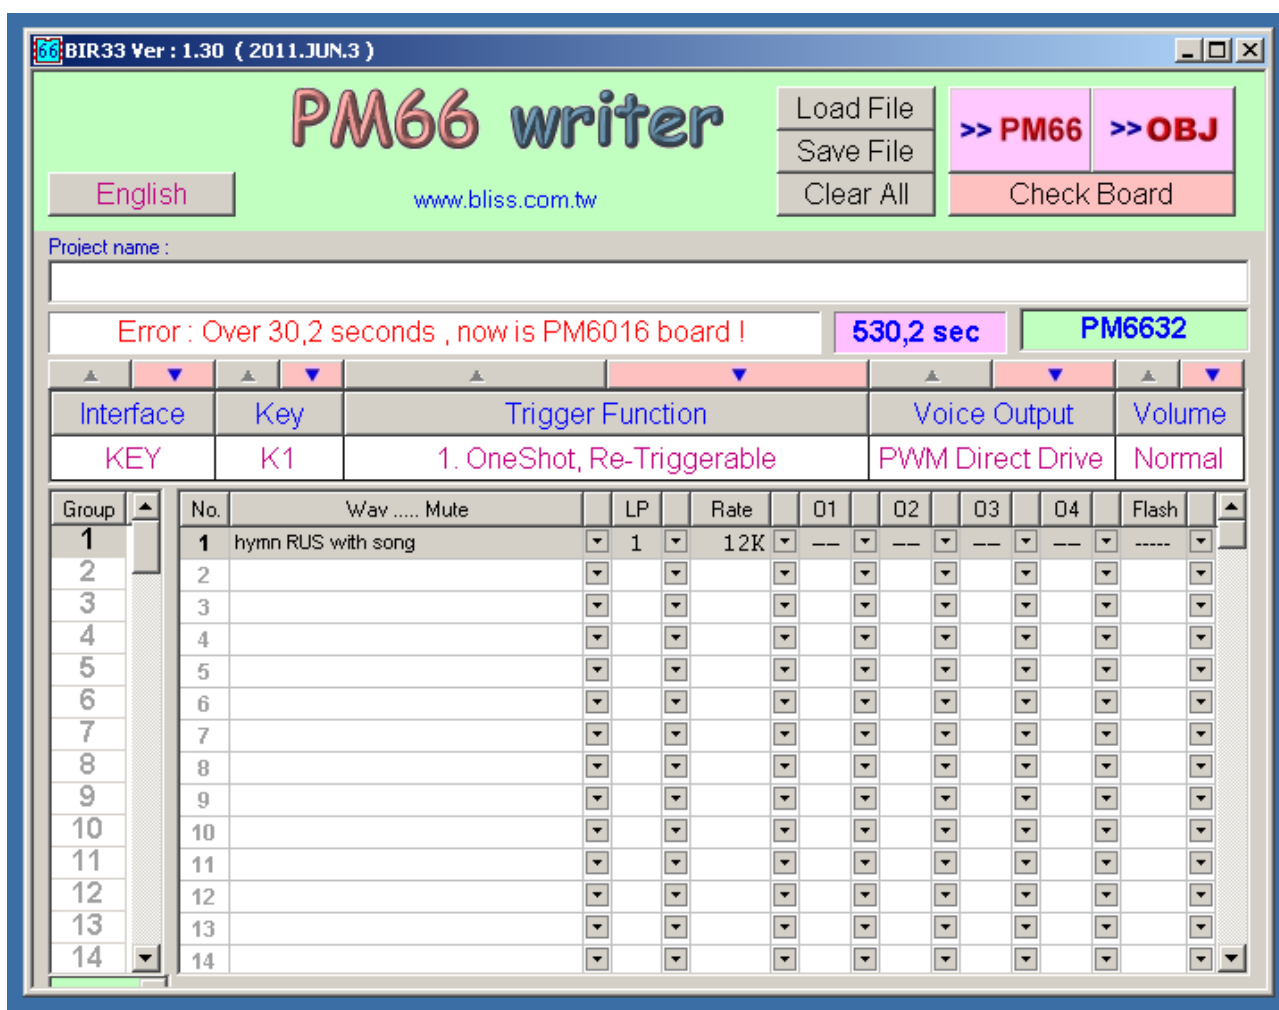 BIR33 Ver : 1.30 ( 2011.JUN.3 )
PM66 writer
Load File
Save File
Clear All
>> PM66
>> OBJ
Check Board
English
www.bliss.com.tw
Project name :
Error : Over 30,2 seconds , now is PM6016 board !
530,2 sec
PM6632
Interface Key Trigger Function Voice Output Volume
KEY K1 1. OneShot, Re-Triggerable PWM Direct Drive Normal
Group No. Wav ..... Mute LP Rate O1 O2 O3 O4 Flash
1 1 hymn RUS with song 1 12K -- -- -- -- -----
2 2
3 3
4 4
5 5
6 6
7 7
8 8
9 9
10 10
11 11
12 12
13 13
14 14